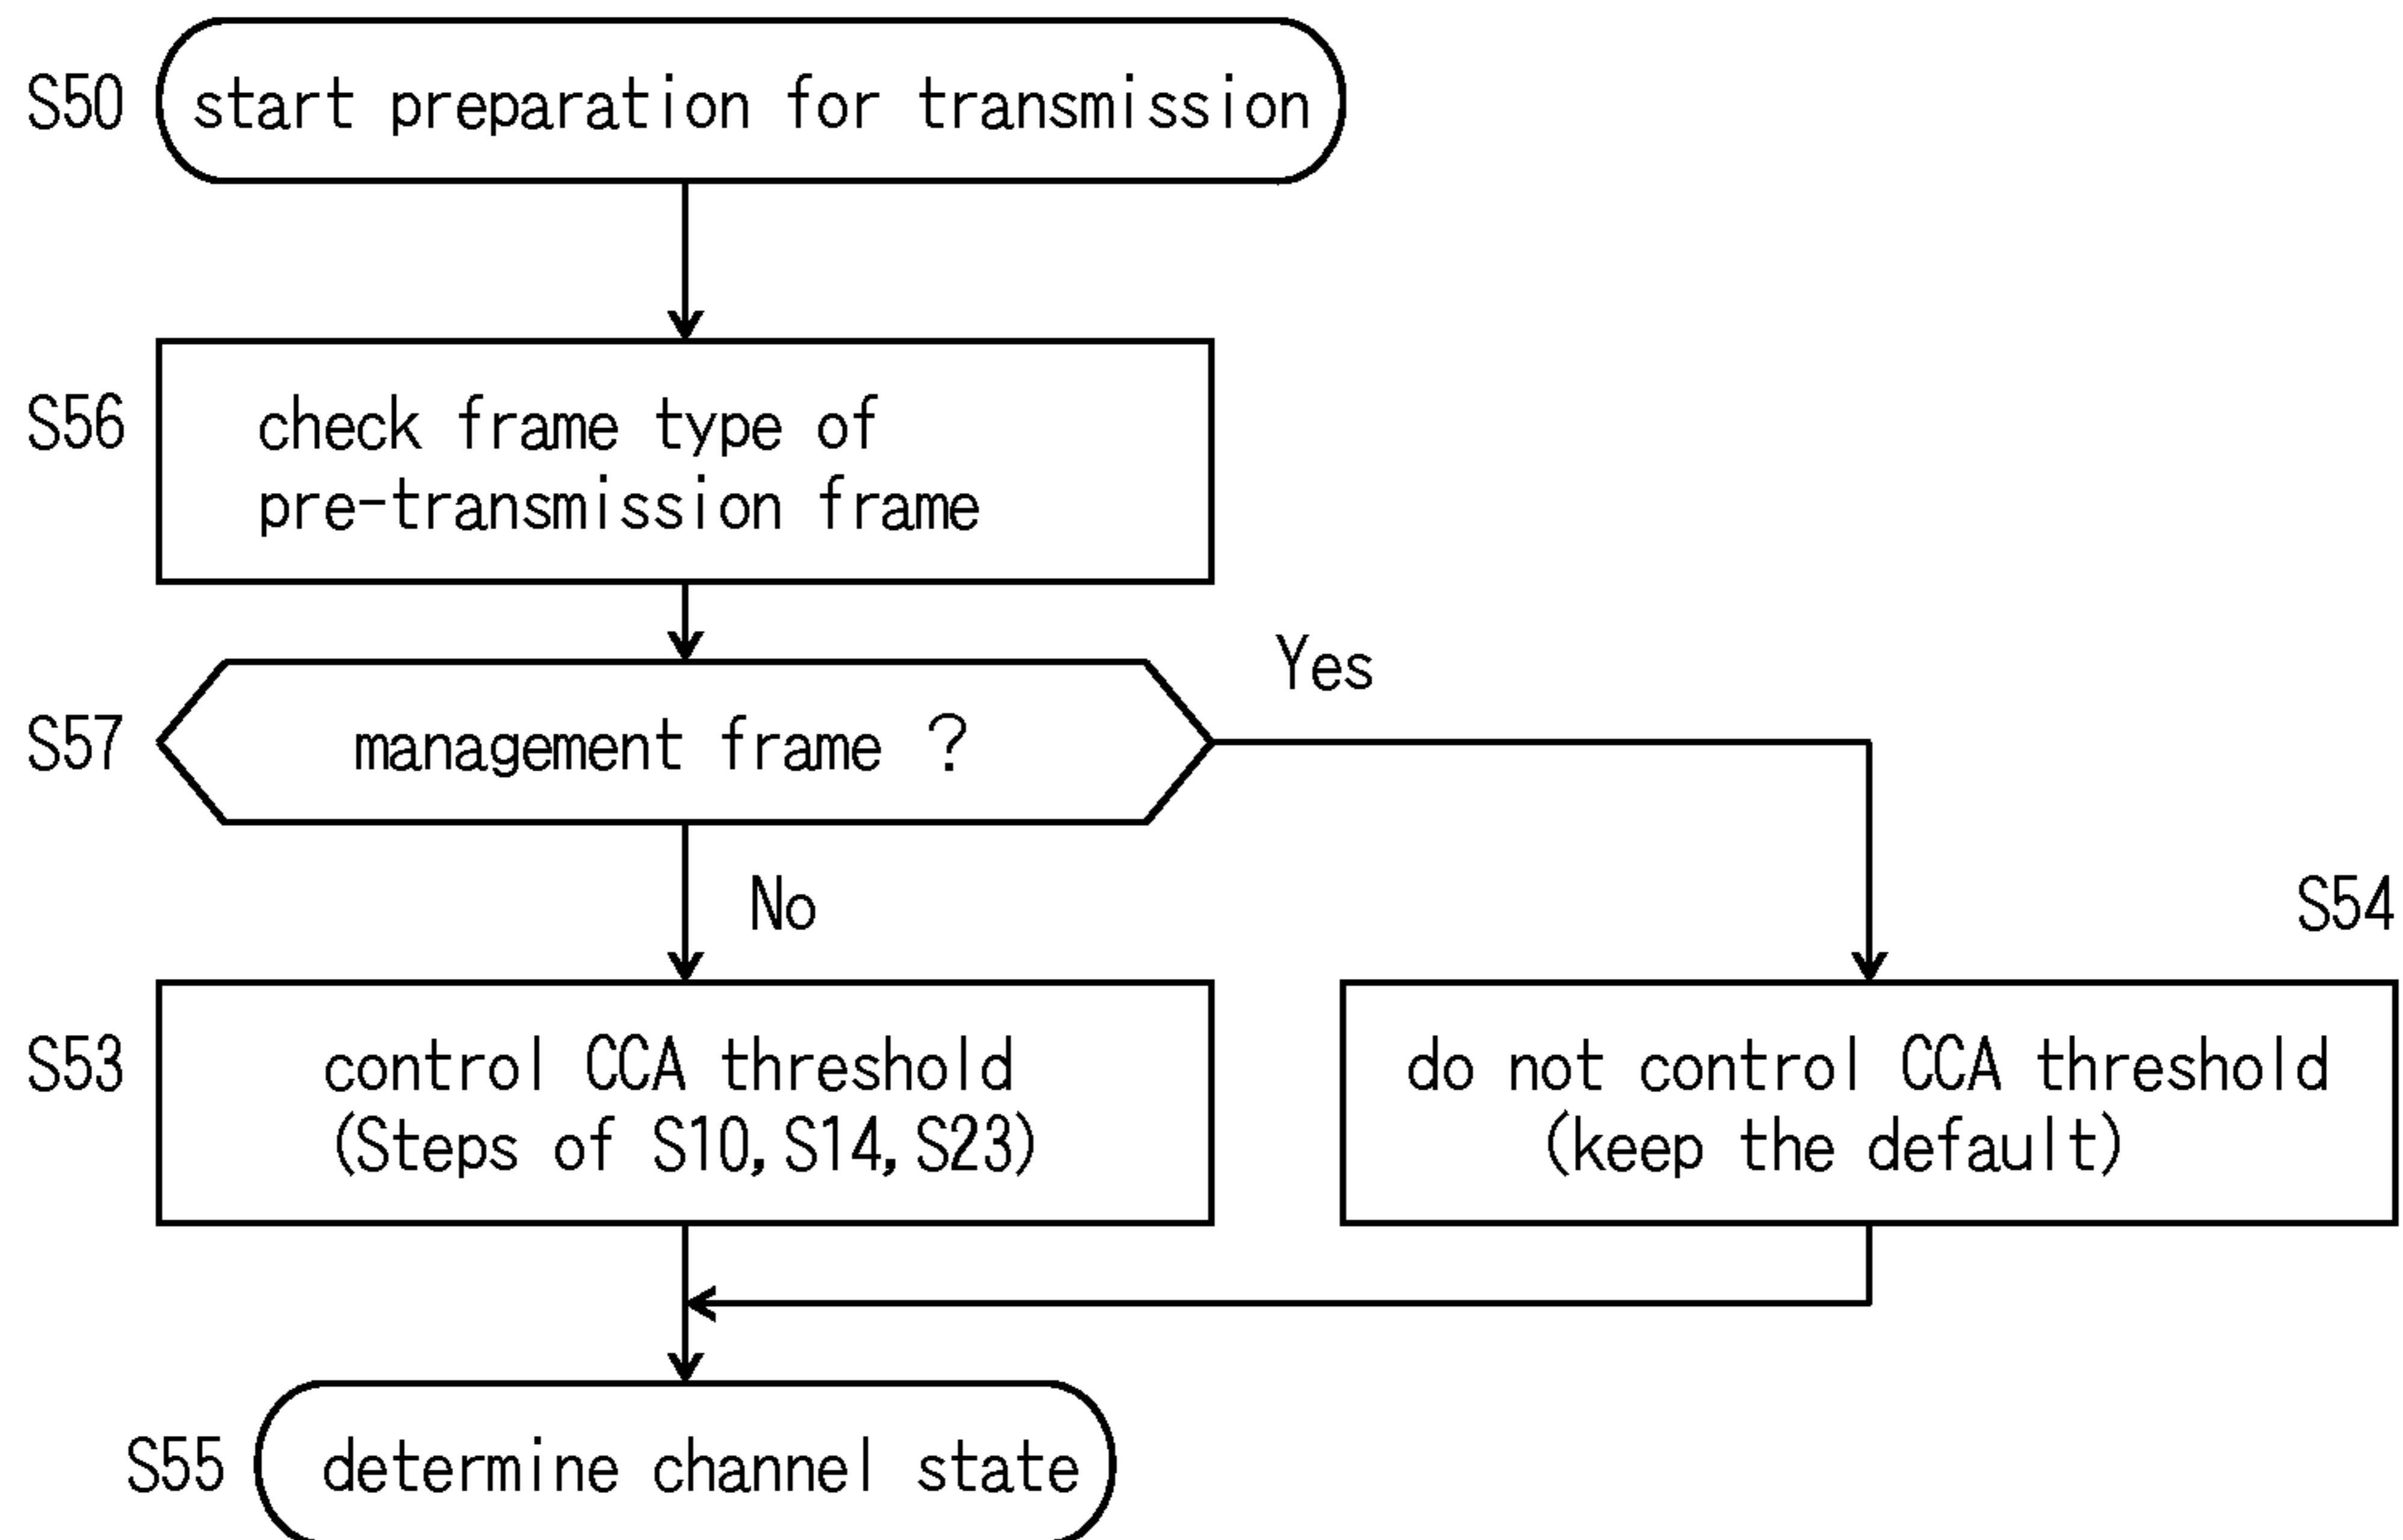 S50 start preparation for transmission
S56 check frame type of
pre-transmission frame
Yes
S57 management frame ?
No
S54
S53 control CCA threshold
(Steps of S10, S14, S23)
do not control CCA threshold
(keep the default)
S55 determine channel state